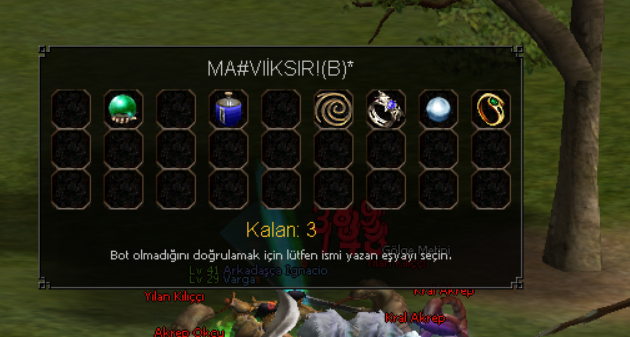 MA#VIİKSIR!(B)*
Kalan: 3
Bot olmadığını doğrulamak için lütfen ismi yazan eşyayı seçin.
Gölge Metini
Lv 41 Arkadaşça Ignacio
Lv 29 Varga
Yılan Kılıççı
Kral Akrep
Kral Akrep
Akrep Okçu